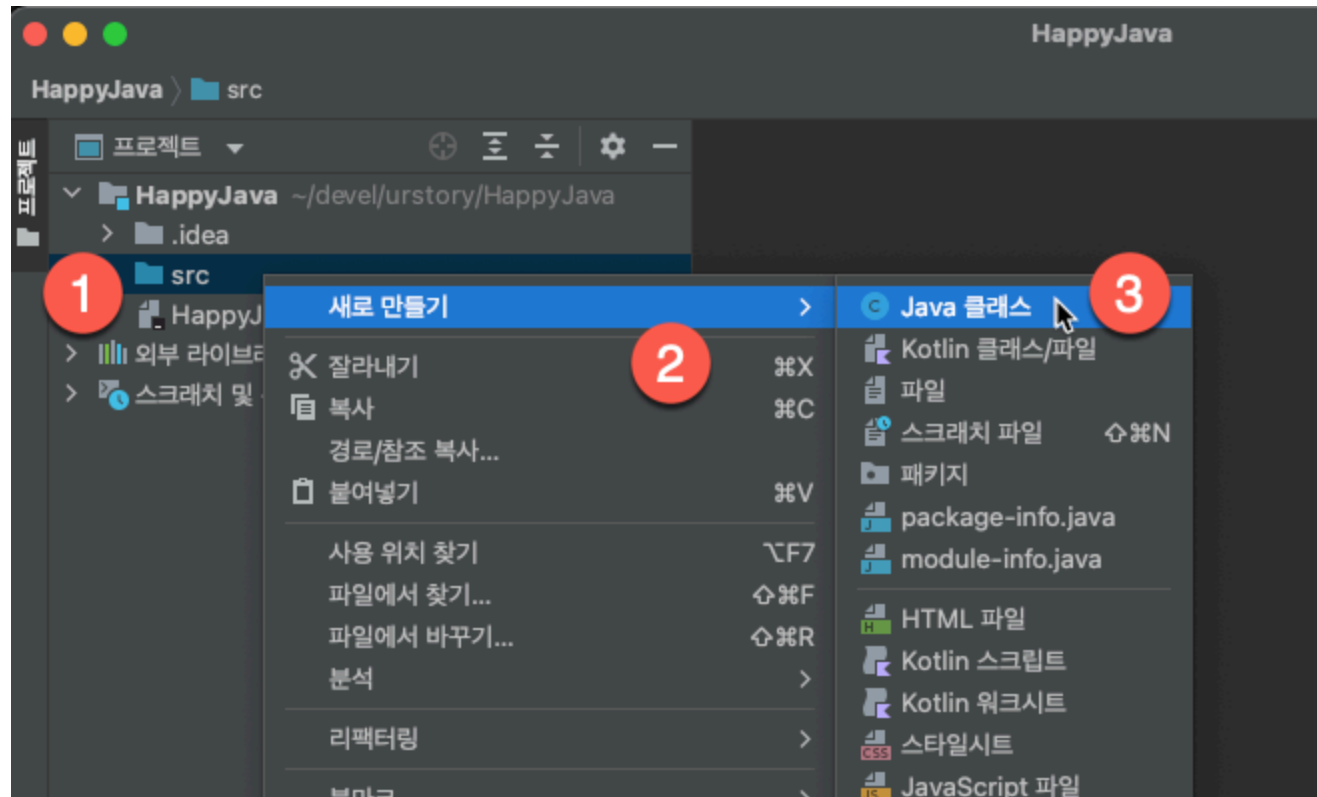 HappyJava
HappyJava 〉 src
프로젝트
프로젝트
HappyJava ~/devel/urstory/HappyJava
.idea
src
1
HappyJ
외부 라이브
스크래치 및
새로 만들기
2
잘라내기 ⌘X
복사 ⌘C
경로/참조 복사...
붙여넣기 ⌘V
사용 위치 찾기 ⌥F7
파일에서 찾기... ⇧⌘F
파일에서 바꾸기... ⇧⌘R
분석
리팩터링
Java 클래스
3
Kotlin 클래스/파일
파일
스크래치 파일 ⇧⌘N
패키지
package-info.java
module-info.java
HTML 파일
Kotlin 스크립트
Kotlin 워크시트
스타일시트
JavaScript 파일